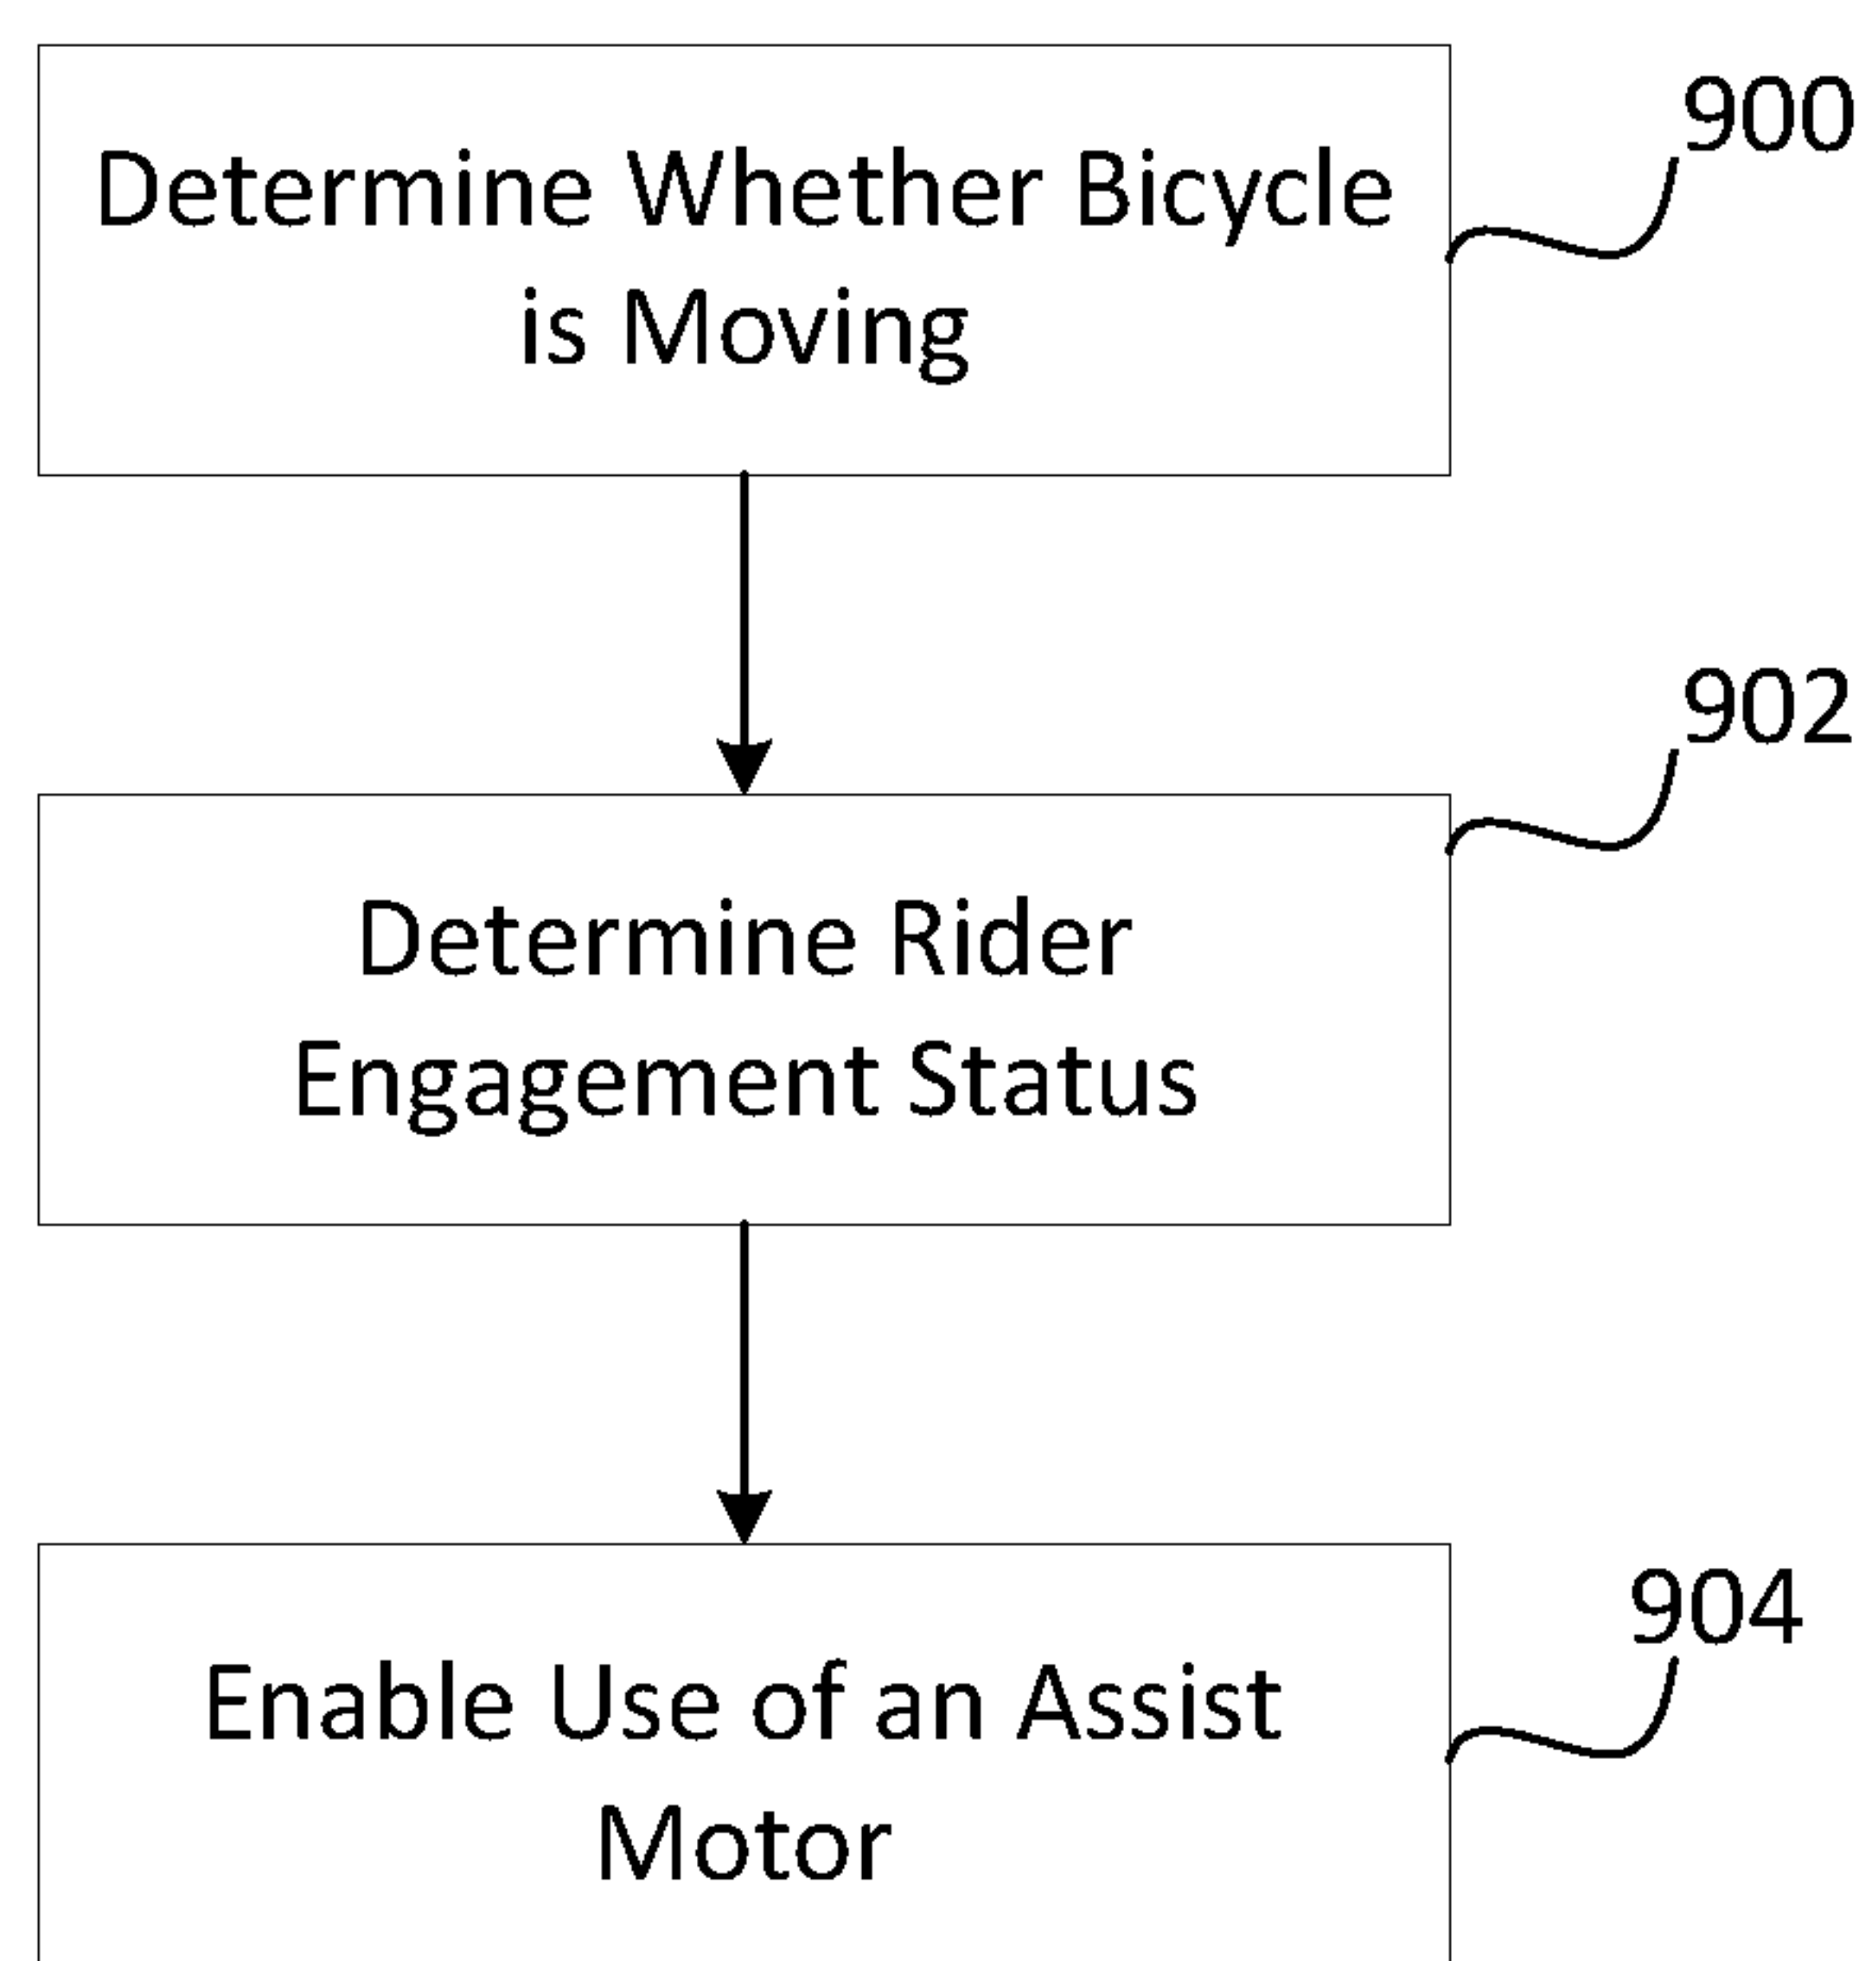 Determine Whether Bicycle
is Moving
900
Determine Rider
Engagement Status
902
Enable Use of an Assist
Motor
904